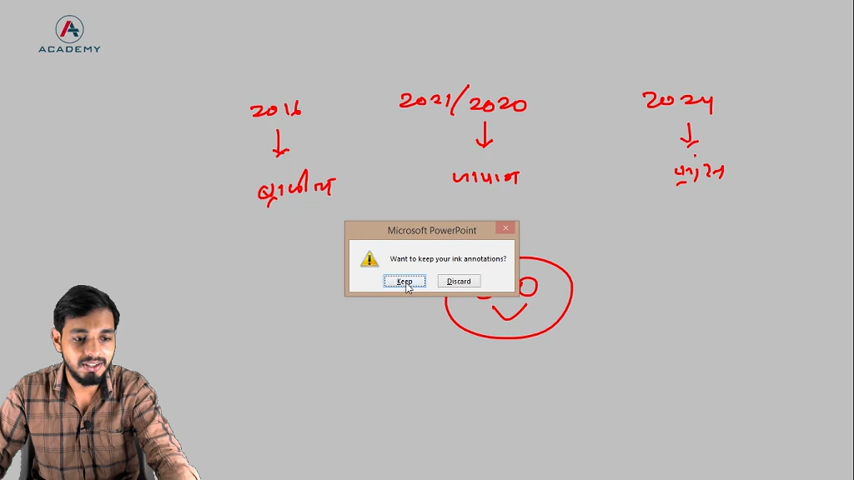 ACADEMY
2016 2021/2020 2024
બ્રાઝીલ જાપાન ફ્રાંસ
Microsoft PowerPoint
Want to keep your ink annotations?
Keep Discard